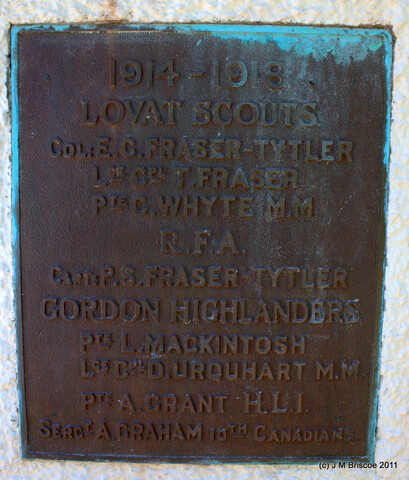 1914-1918
LOVAT SCOUTS
COL: E. G. FRASER-TYTLER
LCE CPL T. FRASER
PTE C. WHYTE M.M
R.F.A.
CAPT: P. S. FRASER-TYTLER
GORDON HIGHLANDERS
PTE L. MACKINTOSH
LCE CPL D. URQUHART M.M.
PTE A. GRANT H.L.I.
SERGT A. GRAHAM 10TH CANADIANS
(c) J M Briscoe 2011